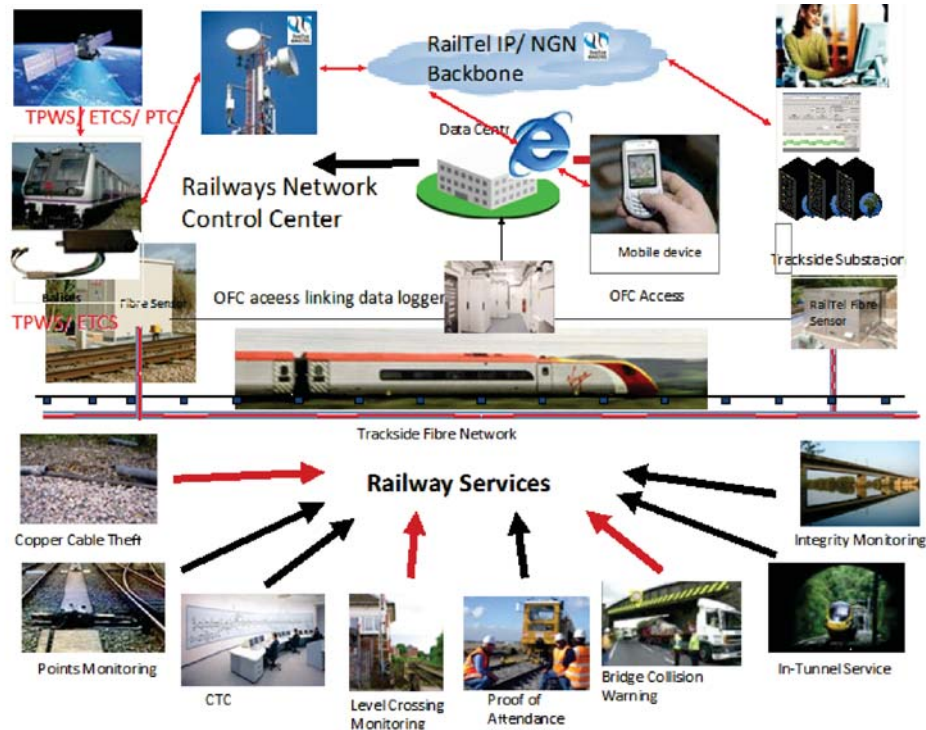 RailTel IP/ NGN
Backbone
TPWS/ ETCS/ PTC
Data Centr
Railways Network
Control Center
Mobile device
Trackside Substation
Balises
Fibre Sensor
OFC aceess linking data logger
OFC Access
RailTel Fibre
Sensor
TPWS/ ETCS
Virgin
Trackside Fibre Network
Railway Services
Copper Cable Theft
Integrity Monitoring
Points Monitoring
CTC
Level Crossing
Monitoring
Proof of
Attendance
Bridge Collision
Warning
In-Tunnel Service